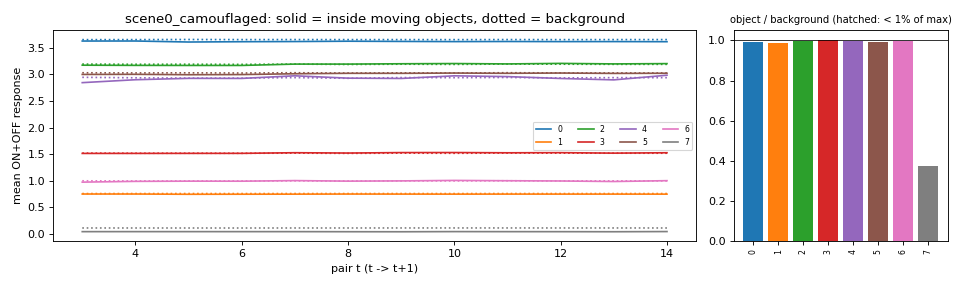 scene0_camouflaged: solid = inside moving objects, dotted = background
mean ON+OFF response
3.5
3.0
2.5
2.0
1.5
1.0
0.5
0.0
0 2 4 6
1 3 5 7
4 6 8 10 12 14
pair t (t -> t+1)
object / background (hatched: < 1% of max)
1.0
0.8
0.6
0.4
0.2
0.0
0 1 2 3 4 5 6 7